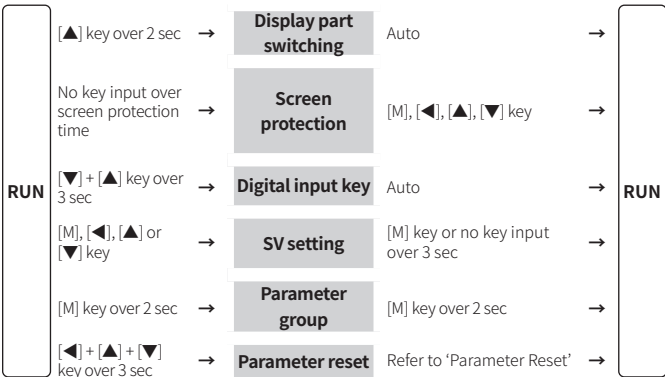 RUN
[▲] key over 2 sec → Display part switching Auto →
No key input over screen protection time → Screen protection [M], [◀], [▲], [▼] key →
[▼] + [▲] key over 3 sec → Digital input key Auto →
[M], [◀], [▲] or [▼] key → SV setting [M] key or no key input over 3 sec →
[M] key over 2 sec → Parameter group [M] key over 2 sec →
[◀] + [▲] + [▼] key over 3 sec → Parameter reset Refer to 'Parameter Reset' →
RUN